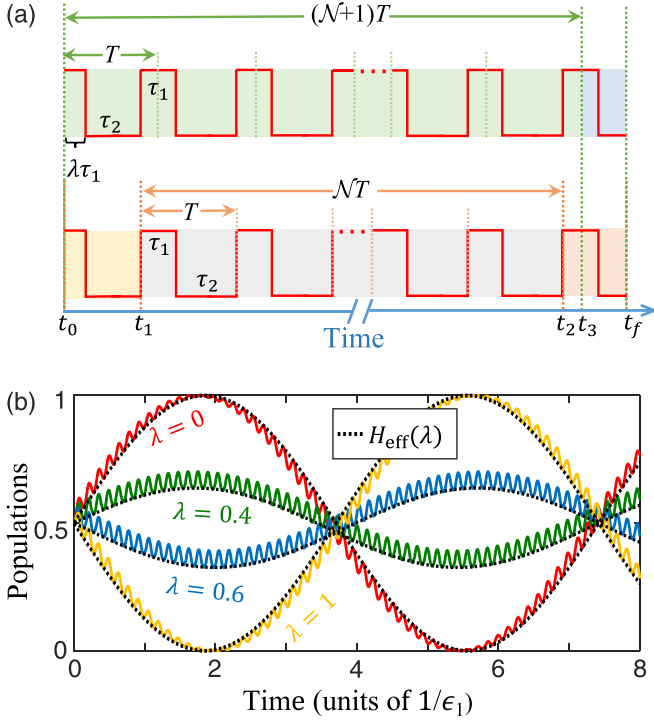 (a)
(𝒩+1)T
T
τ₁
τ₂
λτ₁
𝒩T
T
τ₁
τ₂
t₀ t₁ t₂ t₃ t_f
Time
(b)
1
0.5
0
Populations
λ = 0
H_eff(λ)
λ = 0.4
λ = 0.6
λ = 1
0 2 4 6 8
Time (units of 1/ϵ₁)